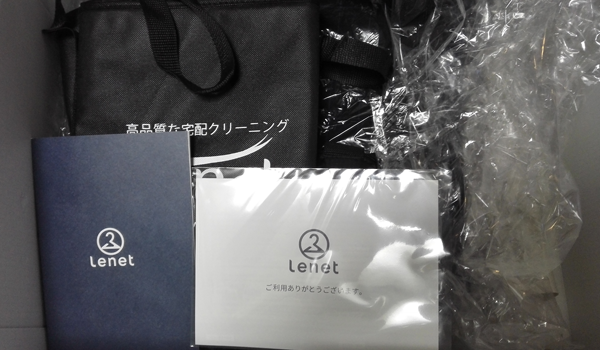 高品質な宅配クリーニング
Lenet
Lenet
ご利用ありがとうございます。